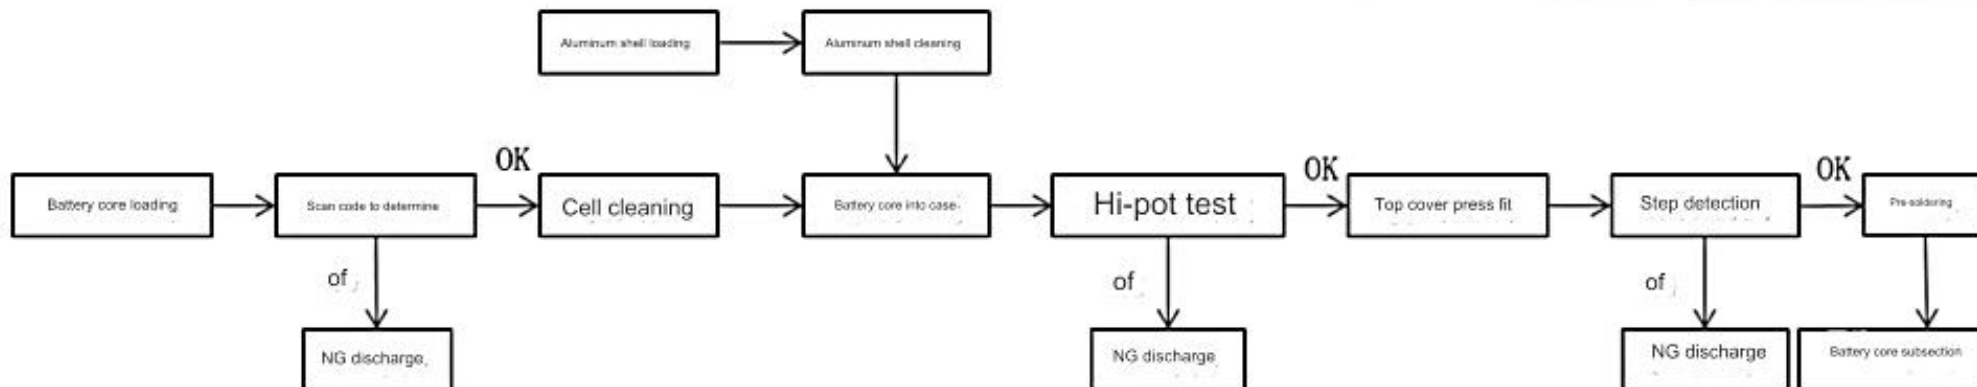 Aluminum shell loading
Aluminum shell cleaning
OK
OK
OK
Battery core loading
Scan code to determine
Cell cleaning
Battery core into case
Hi-pot test
Top cover press fit
Step detection
Pre-soldering
of
of
of
NG discharge
NG discharge
NG discharge
Battery core subsection